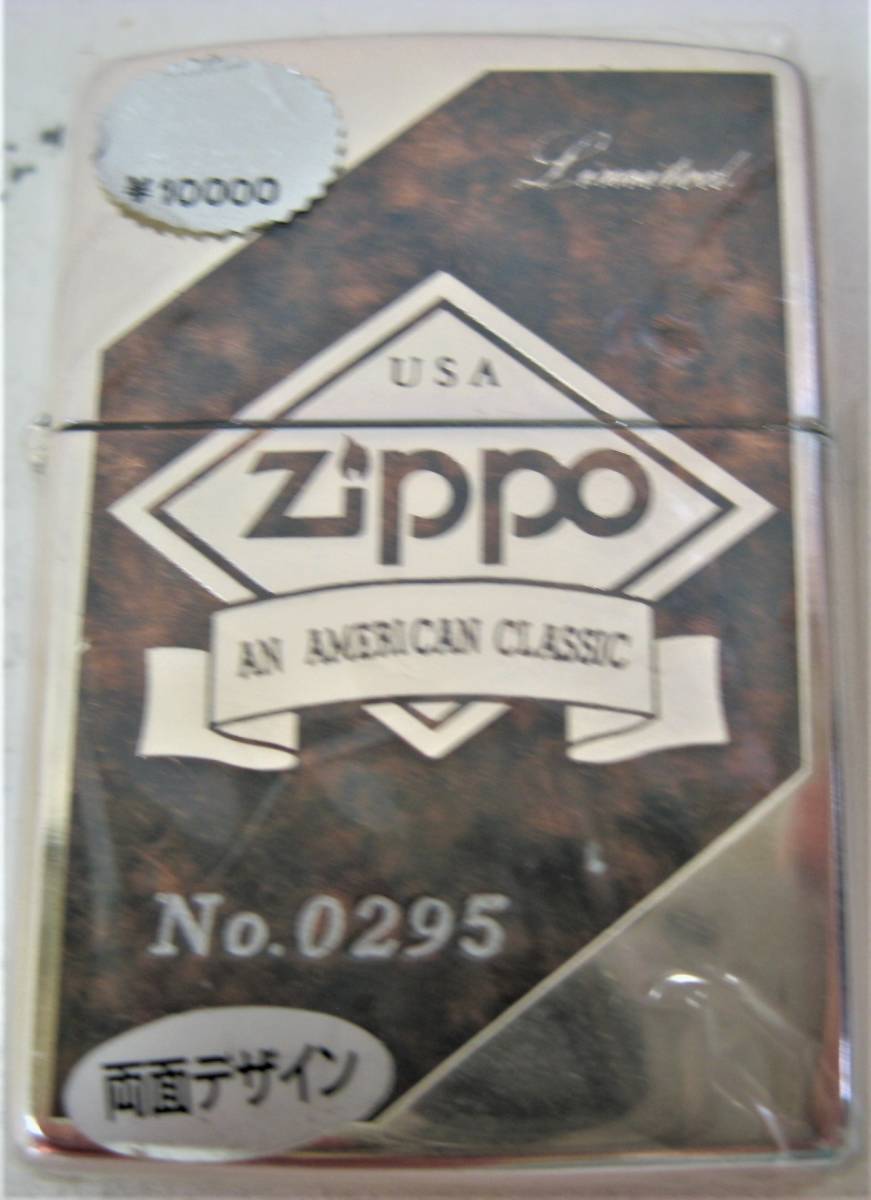 ¥10000
Limited
USA
zippo
AN AMERICAN CLASSIC
No.0295
両面デザイン